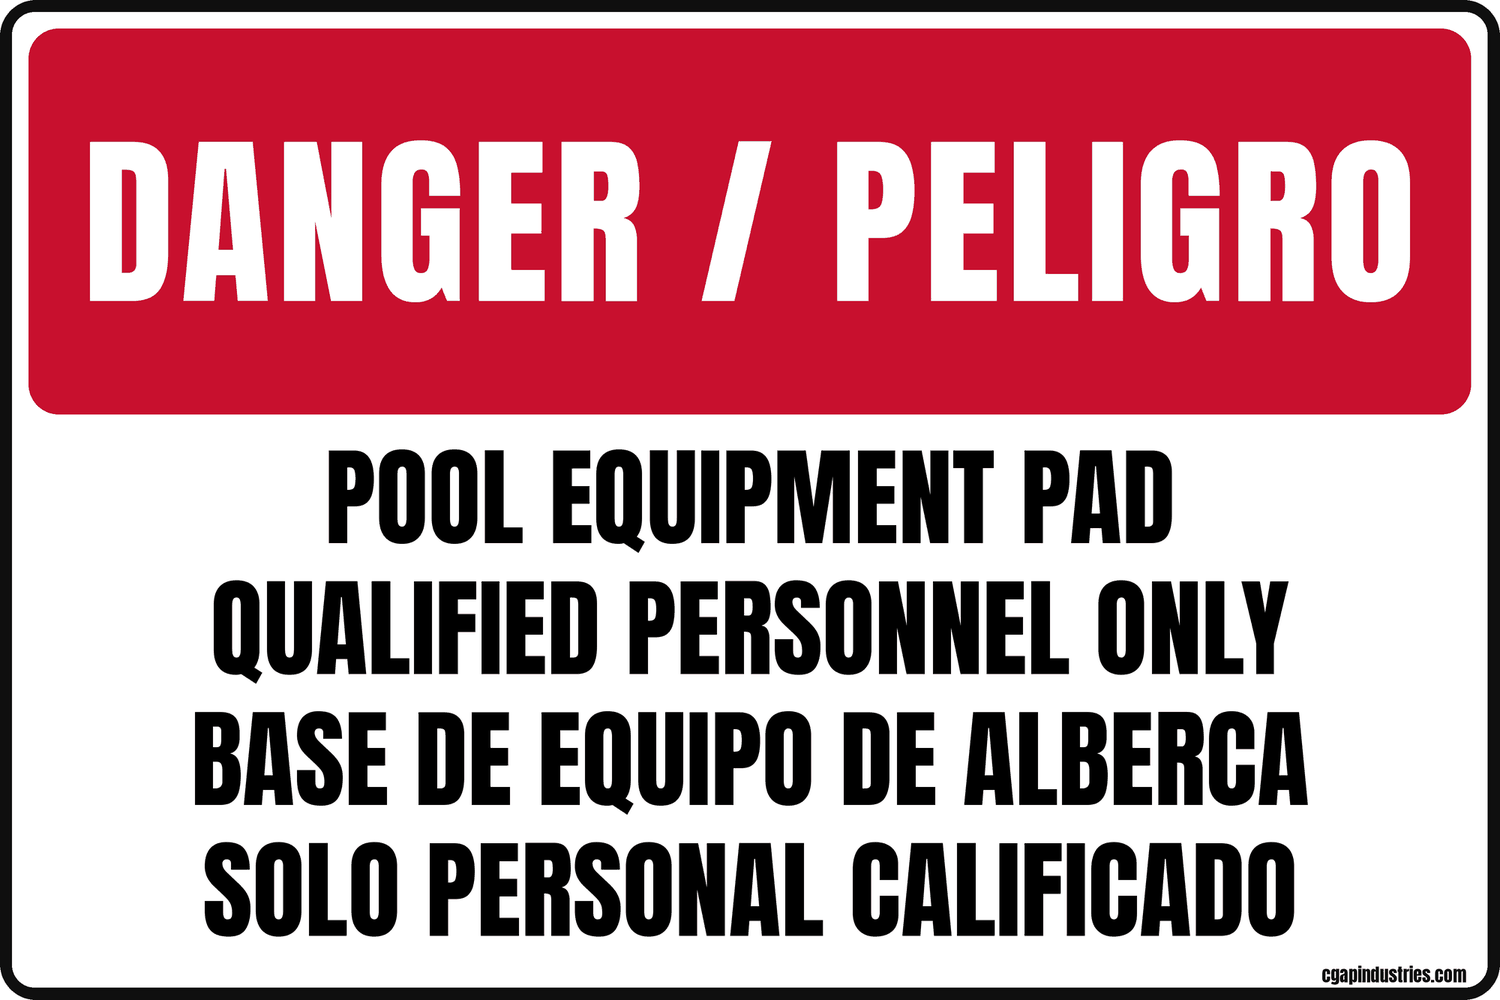 DANGER / PELIGRO
POOL EQUIPMENT PAD
QUALIFIED PERSONNEL ONLY
BASE DE EQUIPO DE ALBERCA
SOLO PERSONAL CALIFICADO
cgapindustries.com